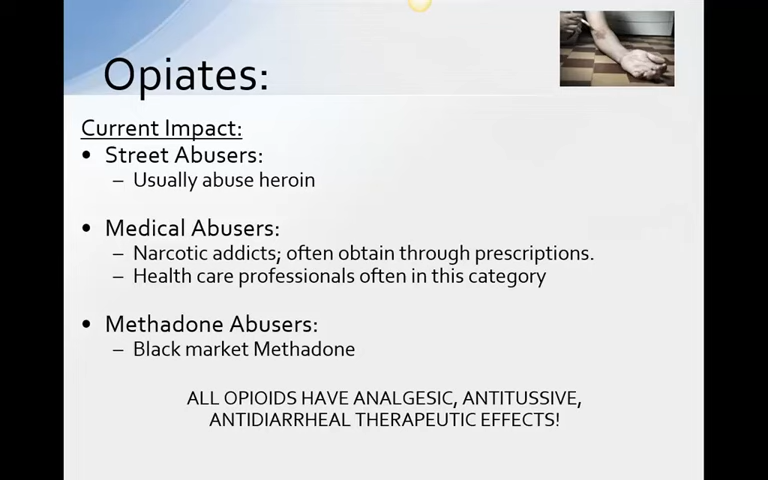 Opiates:
Current Impact:
• Street Abusers:
– Usually abuse heroin
• Medical Abusers:
– Narcotic addicts; often obtain through prescriptions.
– Health care professionals often in this category
• Methadone Abusers:
– Black market Methadone
ALL OPIOIDS HAVE ANALGESIC, ANTITUSSIVE,
ANTIDIARRHEAL THERAPEUTIC EFFECTS!